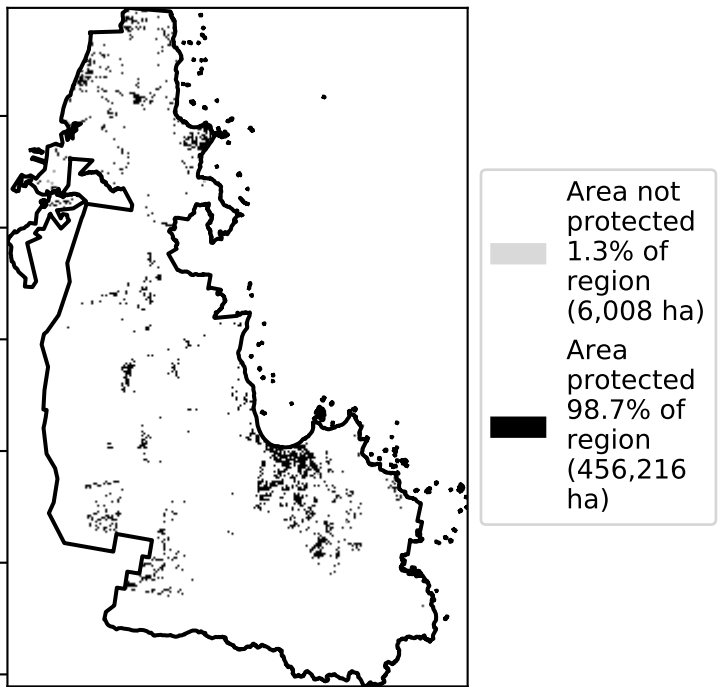 Area not
protected
1.3% of
region
(6,008 ha)
Area
protected
98.7% of
region
(456,216
ha)